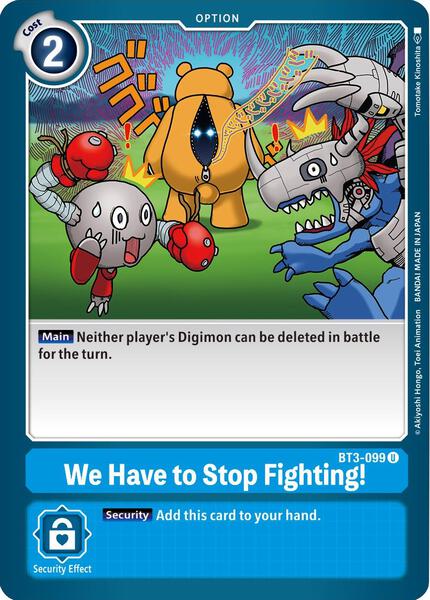 OPTION
Cost
2
ゴゴゴゴ
!
!
Tomotake Kinoshita
© Akiyoshi Hongo, Toei Animation BANDAI MADE IN JAPAN
Main Neither player's Digimon can be deleted in battle
for the turn.
BT3-099 U
We Have to Stop Fighting!
Security Add this card to your hand.
Security Effect